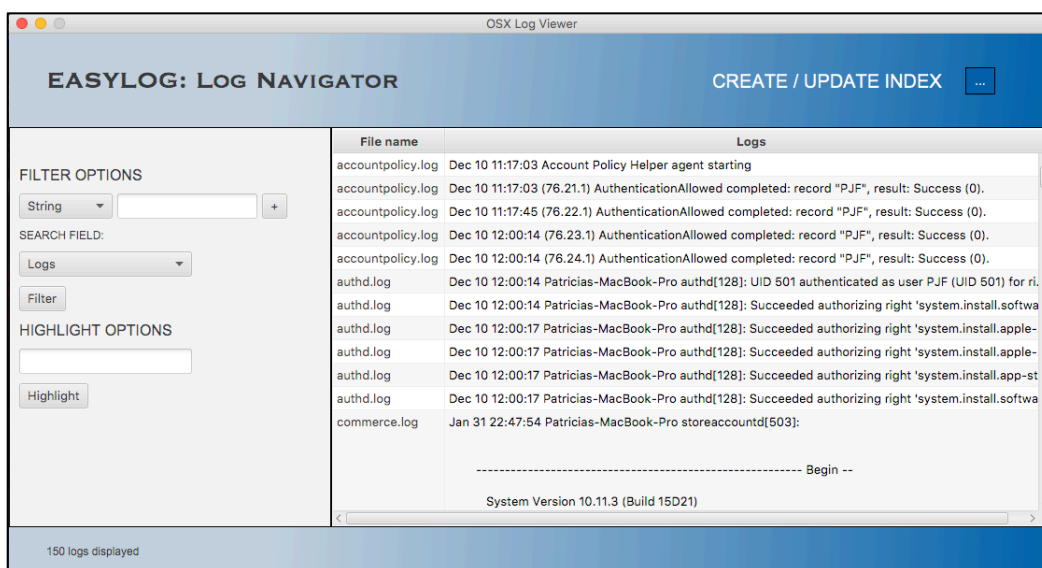 OSX Log Viewer
EASYLOG: LOG NAVIGATOR
CREATE / UPDATE INDEX ...
FILTER OPTIONS
String +
SEARCH FIELD:
Logs
Filter
HIGHLIGHT OPTIONS
Highlight
File name Logs
accountpolicy.log Dec 10 11:17:03 Account Policy Helper agent starting
accountpolicy.log Dec 10 11:17:03 (76.21.1) AuthenticationAllowed completed: record "PJF", result: Success (0).
accountpolicy.log Dec 10 11:17:45 (76.22.1) AuthenticationAllowed completed: record "PJF", result: Success (0).
accountpolicy.log Dec 10 12:00:14 (76.23.1) AuthenticationAllowed completed: record "PJF", result: Success (0).
accountpolicy.log Dec 10 12:00:14 (76.24.1) AuthenticationAllowed completed: record "PJF", result: Success (0).
authd.log Dec 10 12:00:14 Patricias-MacBook-Pro authd[128]: UID 501 authenticated as user PJF (UID 501) for ri.
authd.log Dec 10 12:00:14 Patricias-MacBook-Pro authd[128]: Succeeded authorizing right 'system.install.softwa
authd.log Dec 10 12:00:17 Patricias-MacBook-Pro authd[128]: Succeeded authorizing right 'system.install.apple-
authd.log Dec 10 12:00:17 Patricias-MacBook-Pro authd[128]: Succeeded authorizing right 'system.install.apple-
authd.log Dec 10 12:00:17 Patricias-MacBook-Pro authd[128]: Succeeded authorizing right 'system.install.app-st
authd.log Dec 10 12:00:17 Patricias-MacBook-Pro authd[128]: Succeeded authorizing right 'system.install.softwa
commerce.log Jan 31 22:47:54 Patricias-MacBook-Pro storeaccountd[503]:
--------------------------------------------------------- Begin --
System Version 10.11.3 (Build 15D21)
150 logs displayed